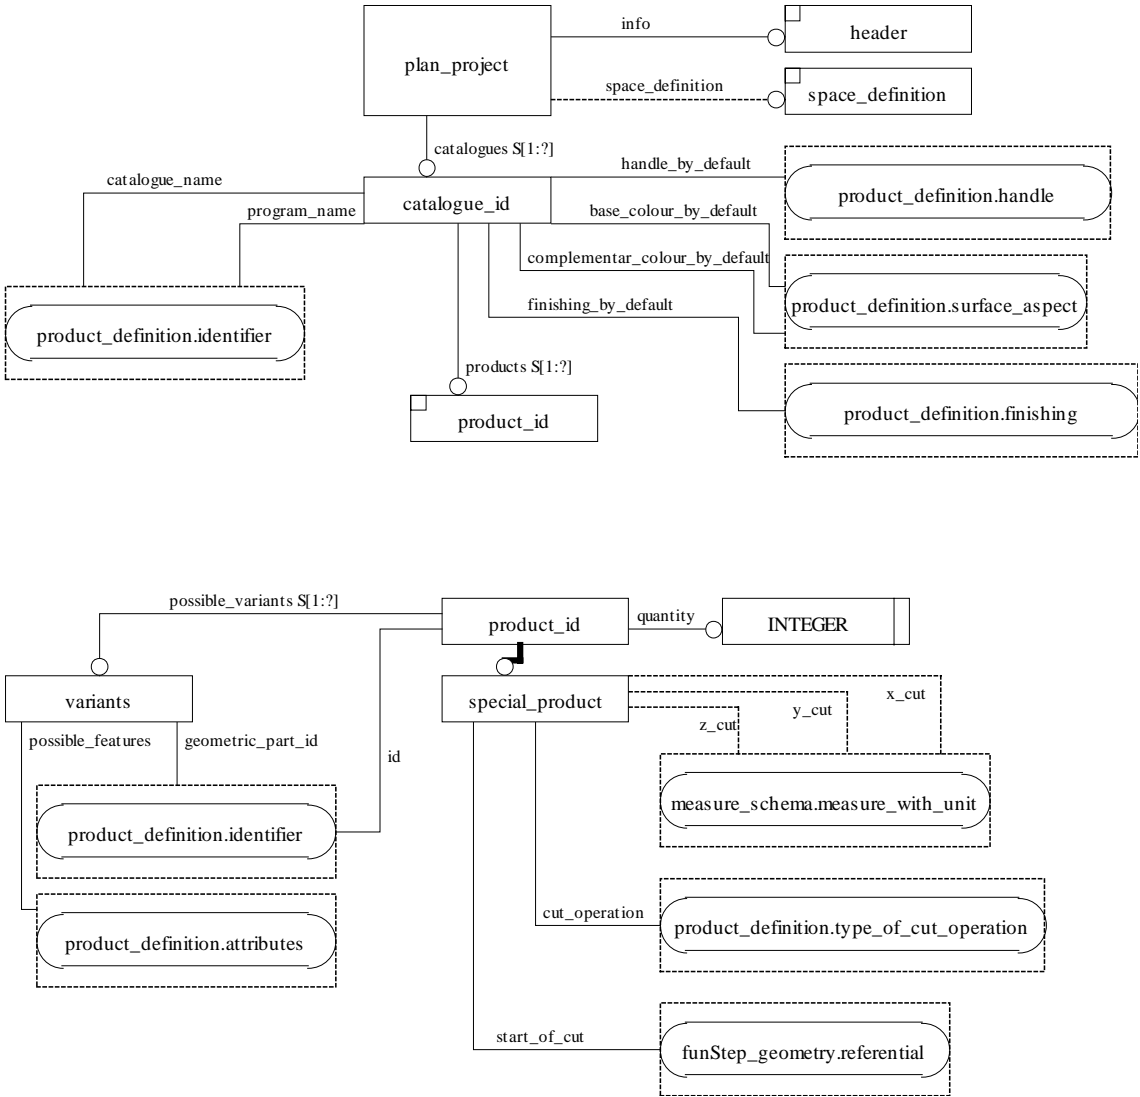 info
header
plan_project
space_definition
space_definition
catalogues S[1:?]
handle_by_default
catalogue_name
product_definition.handle
catalogue_id
program_name
base_colour_by_default
complementar_colour_by_default
product_definition.surface_aspect
finishing_by_default
product_definition.identifier
products S[1:?]
product_id
product_definition.finishing
possible_variants S[1:?]
product_id
quantity
INTEGER
variants
special_product
x_cut
y_cut
z_cut
possible_features
geometric_part_id
id
measure_schema.measure_with_unit
product_definition.identifier
cut_operation
product_definition.type_of_cut_operation
product_definition.attributes
start_of_cut
funStep_geometry.referential